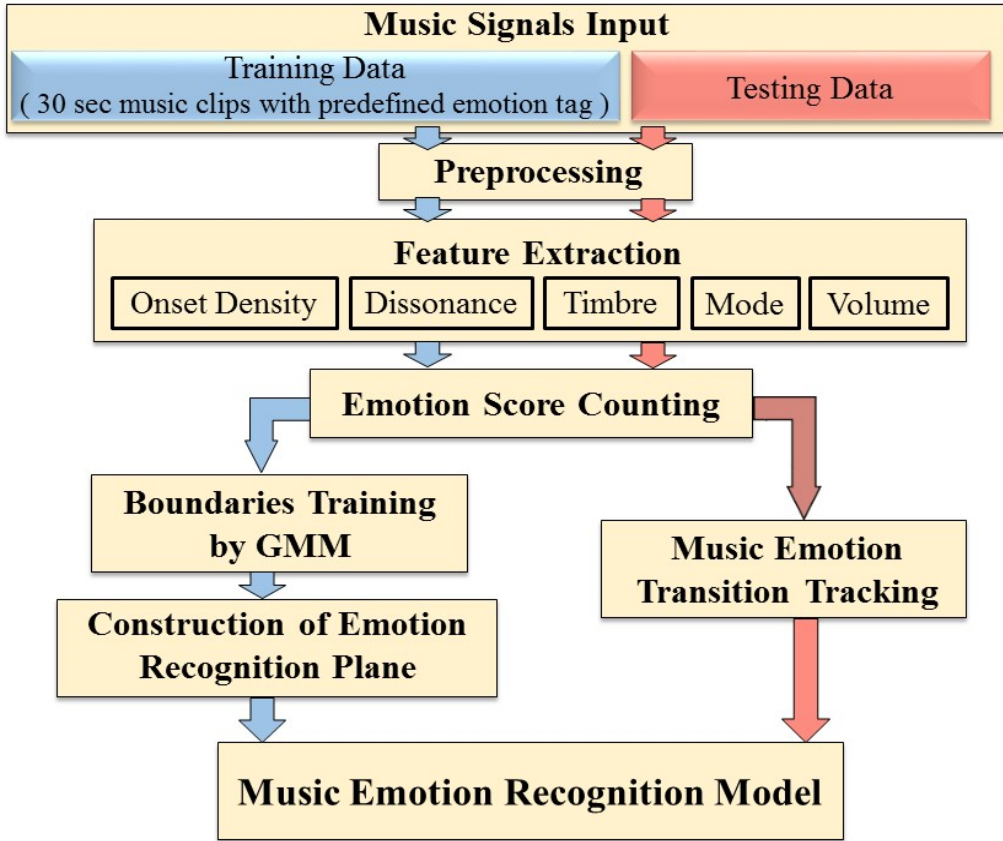 Music Signals Input
Training Data
( 30 sec music clips with predefined emotion tag )
Testing Data
Preprocessing
Feature Extraction
Onset Density
Dissonance
Timbre
Mode
Volume
Emotion Score Counting
Boundaries Training
by GMM
Music Emotion
Transition Tracking
Construction of Emotion
Recognition Plane
Music Emotion Recognition Model